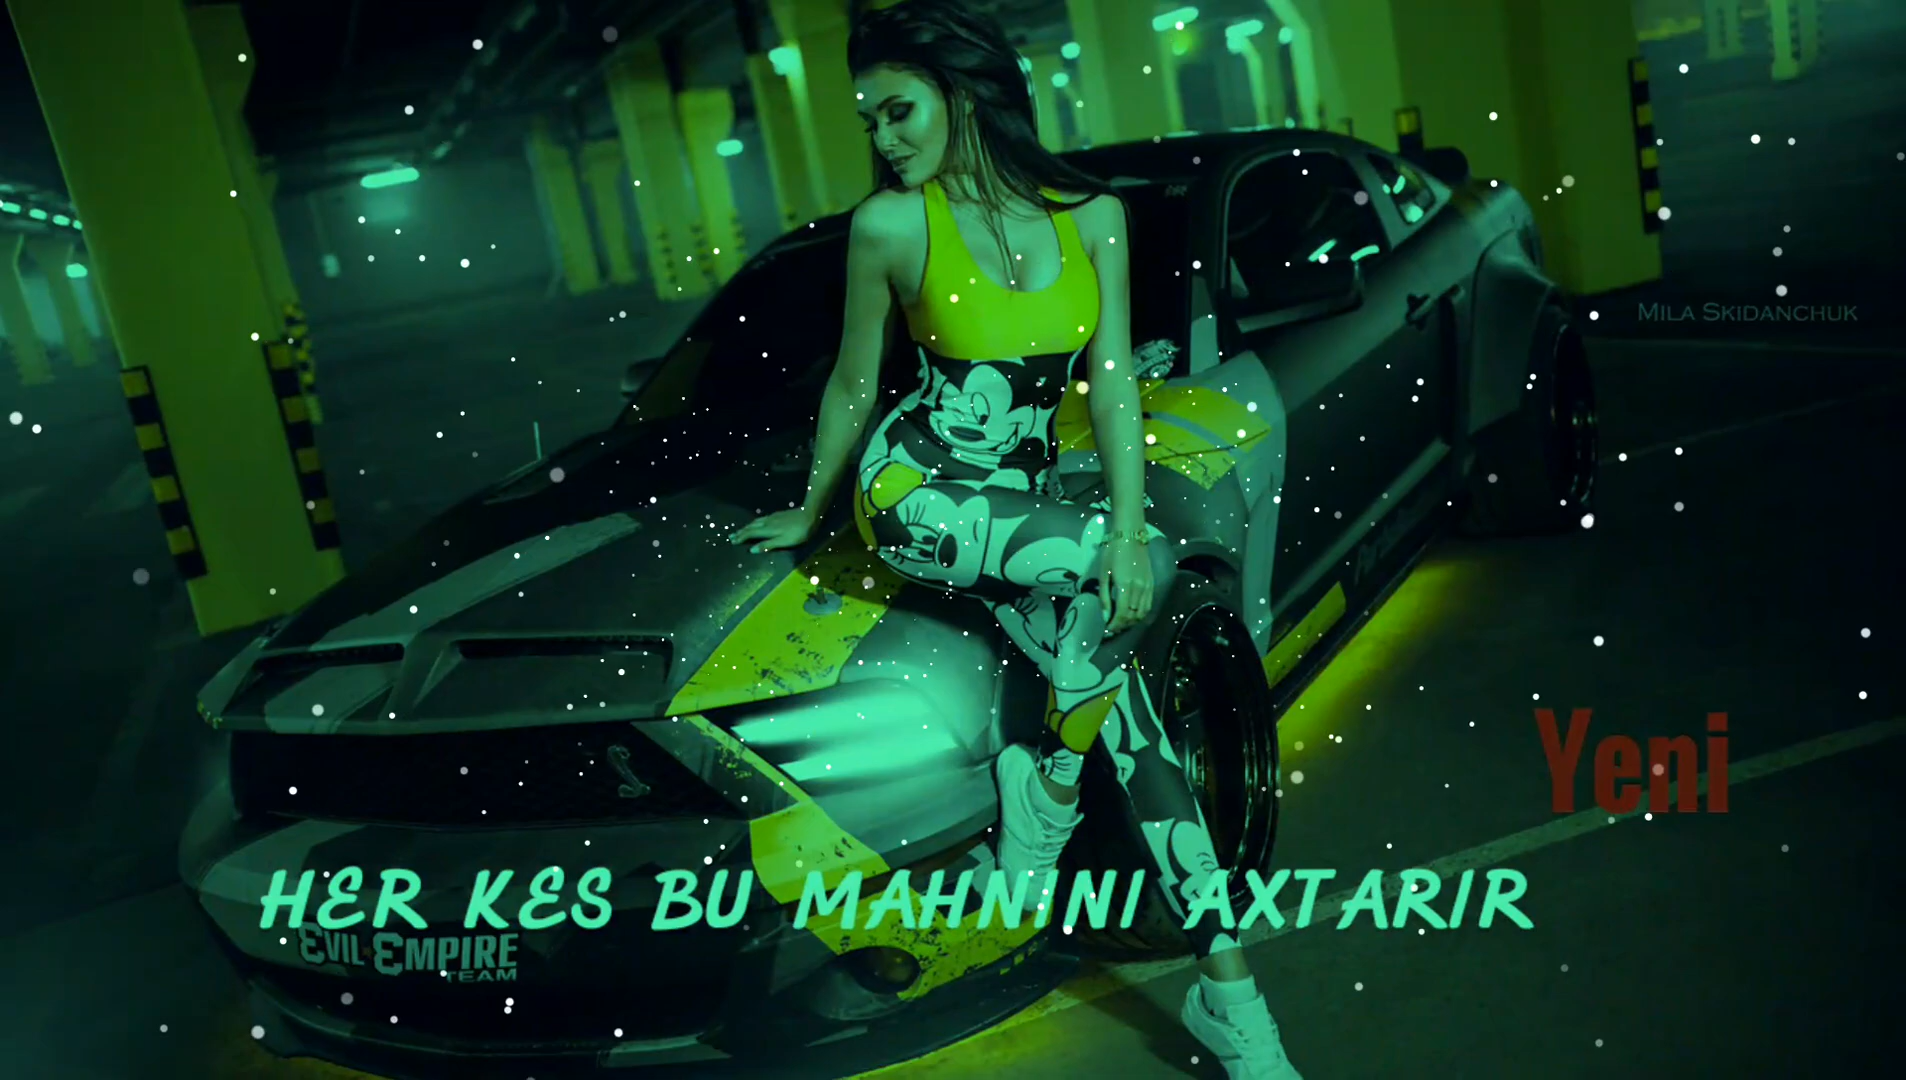 Mila Skidanchuk
Yeni
HER KES BU MAHNINI AXTARIR
EVIL EMPIRE
TEAM